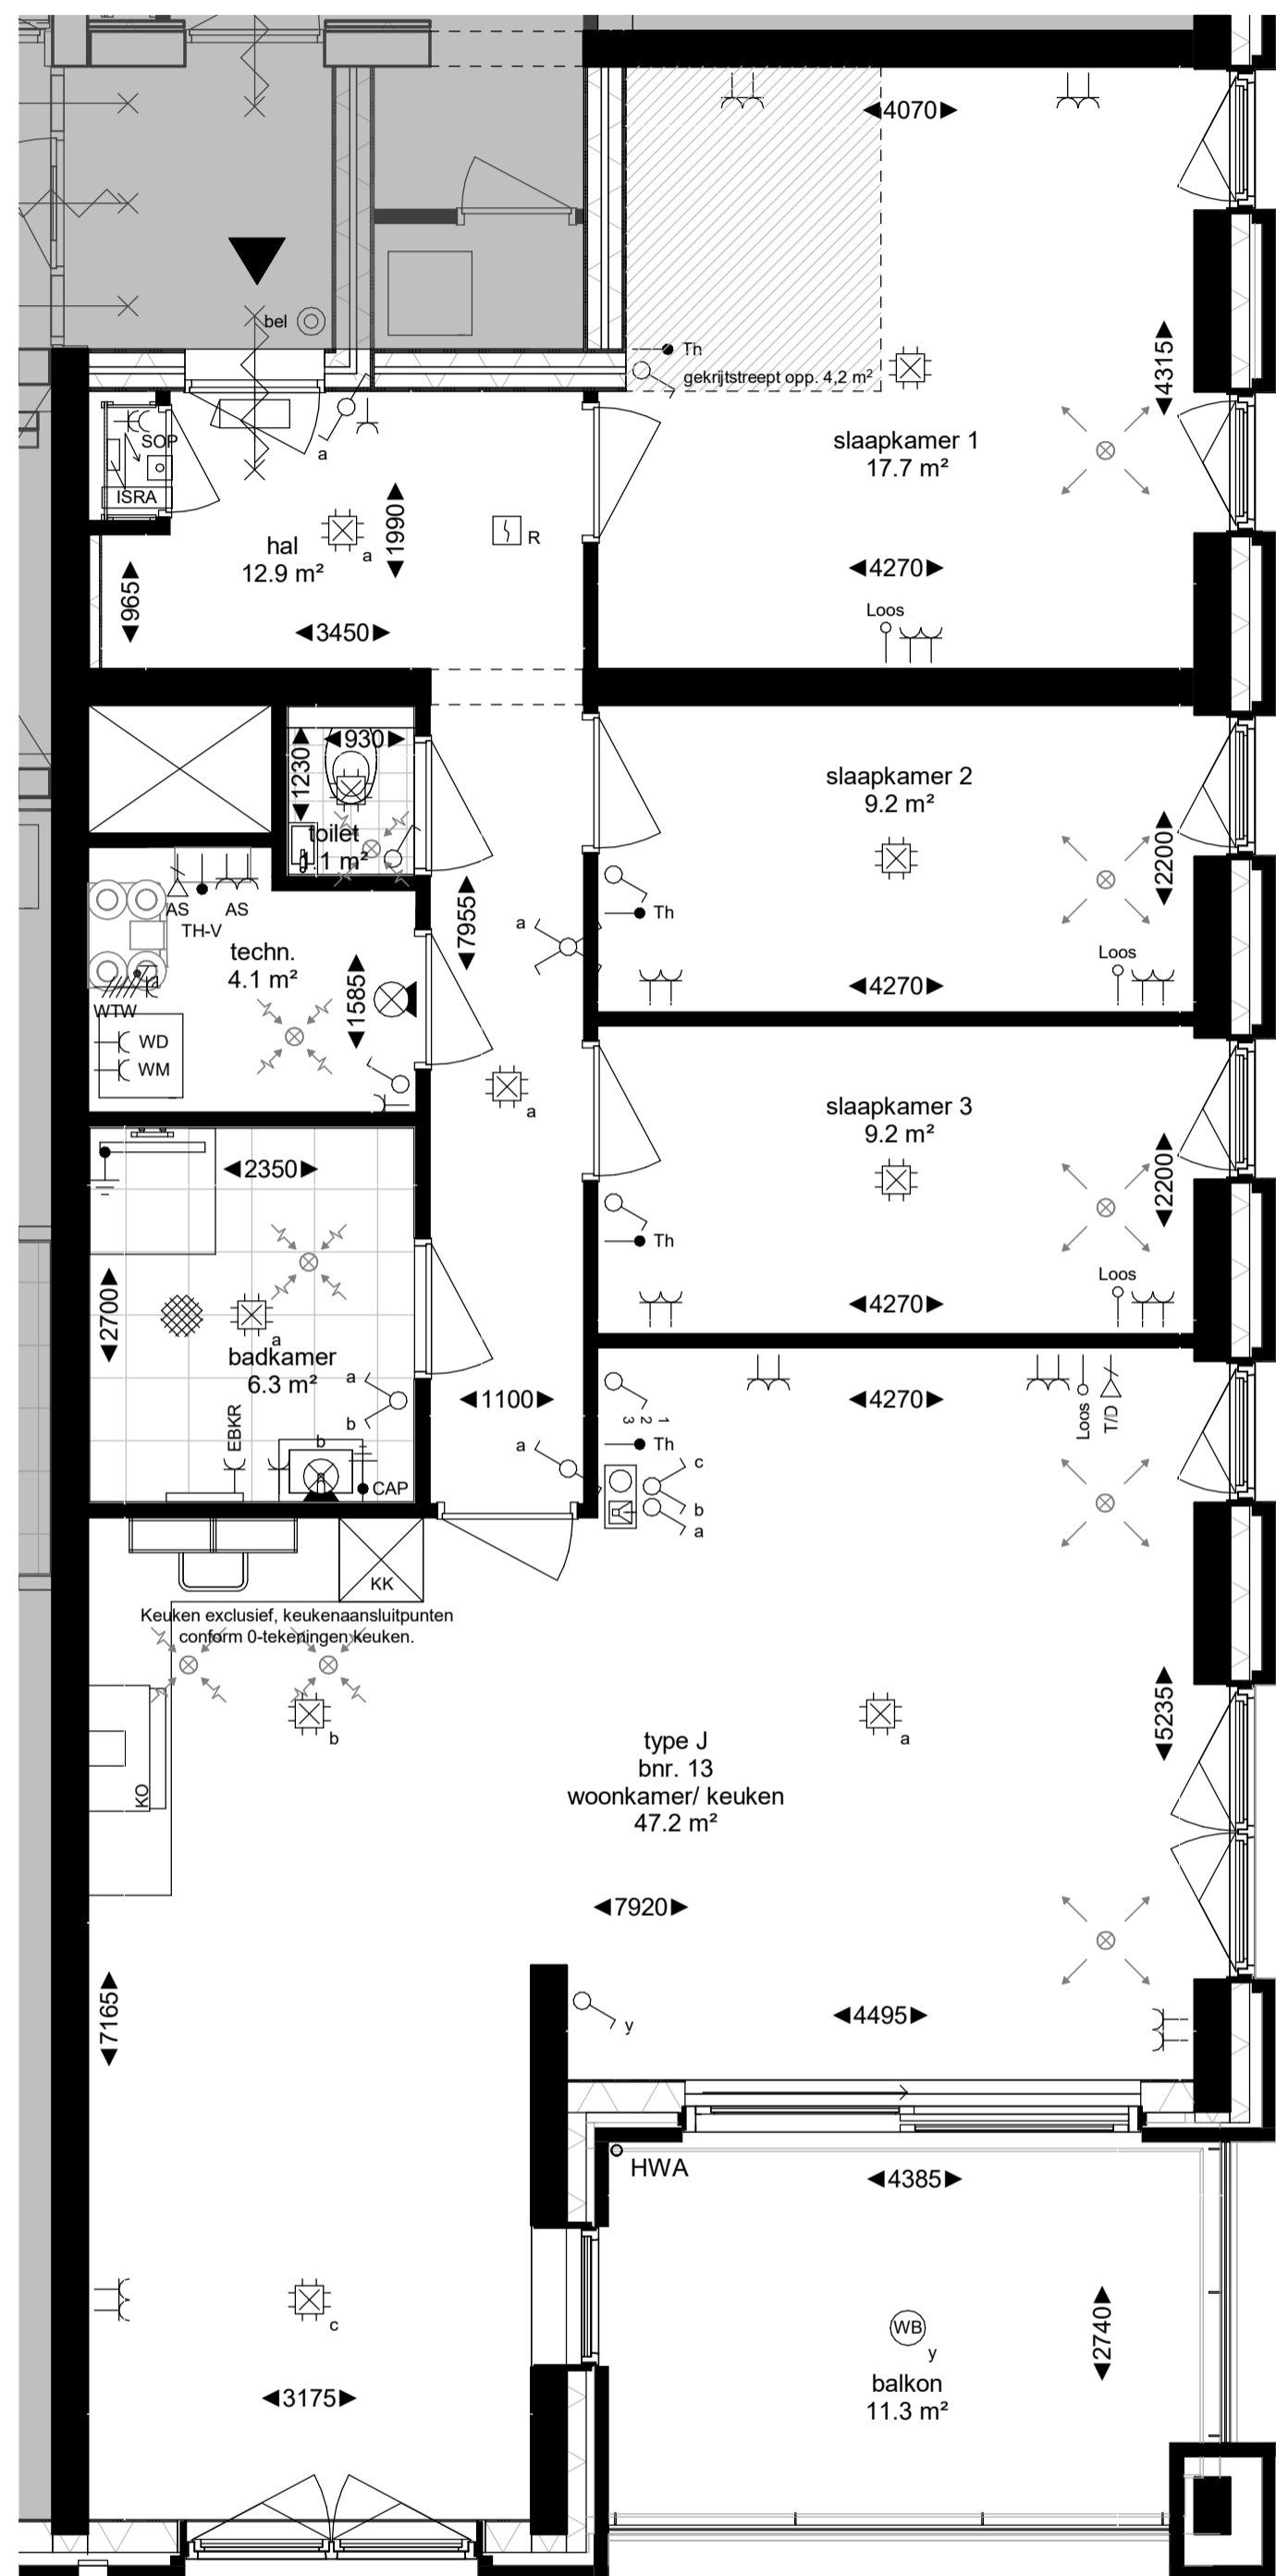 4070
bel
Th
gekrijtstreept opp. 4,2 m²
4315
SOP
ISRA
a
slaapkamer 1
17.7 m²
hal
12.9 m²
a
1990
R
965
3450
4270
Loos
930
1230
toilet
1.1 m²
slaapkamer 2
9.2 m²
2200
AS
AS
TH-V
techn.
4.1 m²
7955
a
Th
Loos
4270
1585
WTW
WD
WM
a
slaapkamer 3
9.2 m²
2200
2350
Th
Loos
4270
2700
a
badkamer
6.3 m²
a
b
EBKR
b
CAP
1100
a
4270
1
2
3
Th
Loos
T/D
c
b
a
KK
Keuken exclusief, keukenaansluitpunten
conform 0-tekeningen keuken.
b
KO
a
5235
type J
bnr. 13
woonkamer/ keuken
47.2 m²
7920
7165
y
4495
HWA
4385
c
WB
y
2740
balkon
11.3 m²
3175